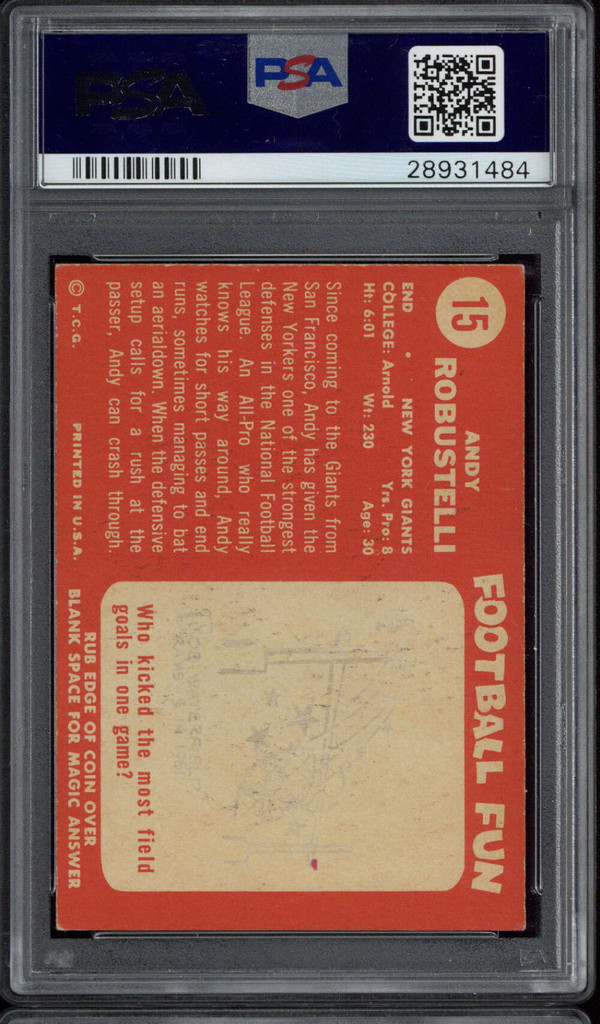 PSA
PSA
28931484
15
ANDY
ROBUSTELLI
END • NEW YORK GIANTS
COLLEGE: Arnold Yrs. Pro: 8
Ht: 6:01 Wt: 230 Age: 30
Since coming to the Giants from
San Francisco, Andy has given the
New Yorkers one of the strongest
defenses in the National Football
League. An All-Pro who really
knows his way around, Andy
watches for short passes and end
runs, sometimes managing to bat
an aerialdown. When the defensive
setup calls for a rush at the
passer, Andy can crash through.
© T.C.G. PRINTED IN U.S.A.
FOOTBALL FUN
Who kicked the most field
goals in one game?
RUB EDGE OF COIN OVER
BLANK SPACE FOR MAGIC ANSWER